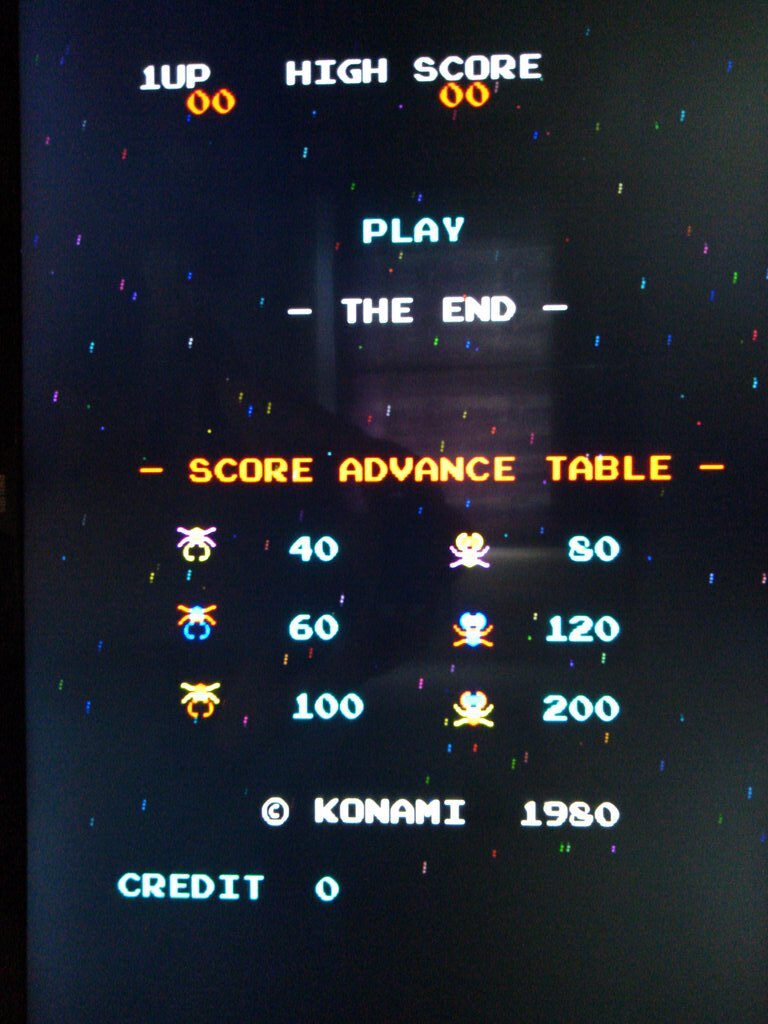 1UP HIGH SCORE
00 00
PLAY
- THE END -
- SCORE ADVANCE TABLE -
40 80
60 120
100 200
© KONAMI 1980
CREDIT 0